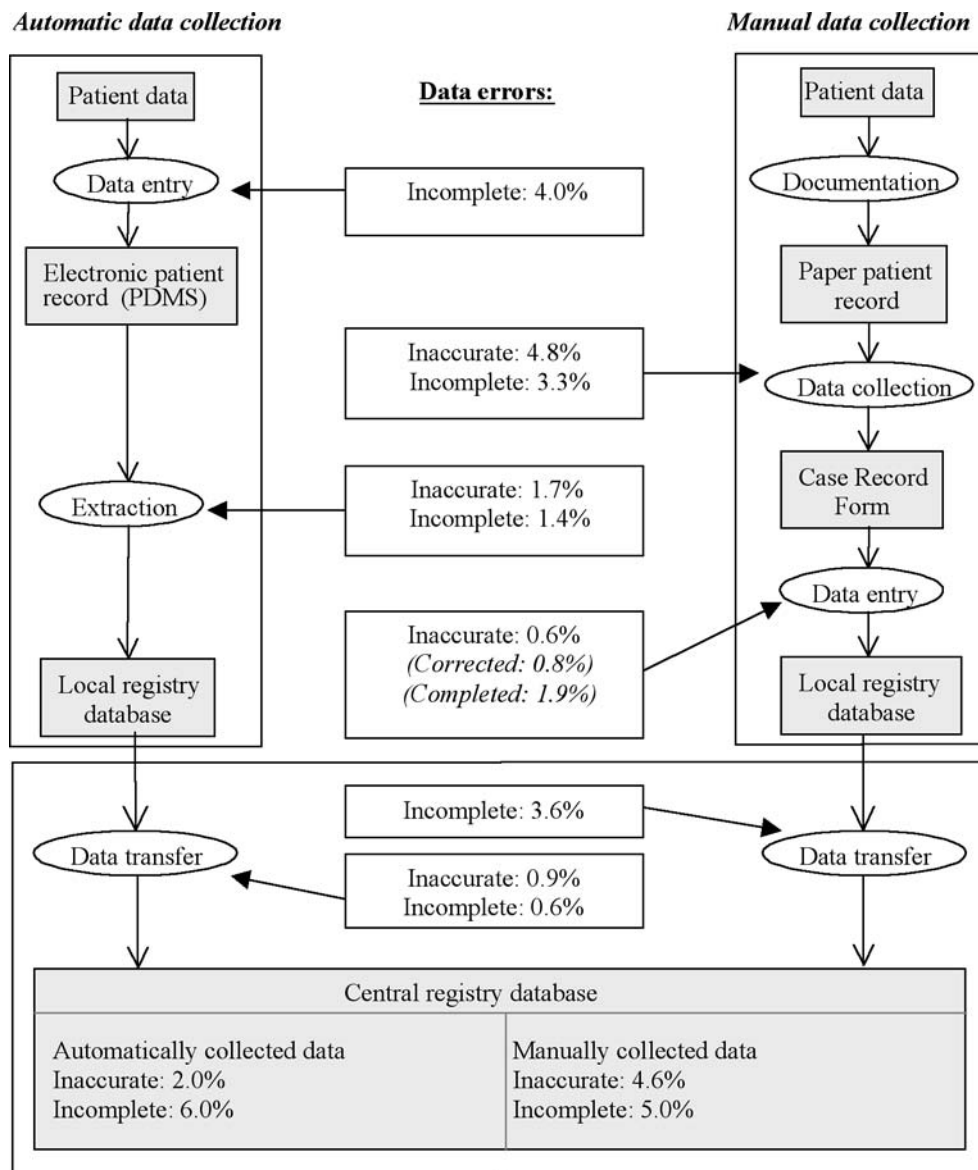 Automatic data collection
Manual data collection
Data errors:
Patient data
Data entry
Electronic patient
record (PDMS)
Extraction
Local registry
database
Data transfer
Incomplete: 4.0%
Inaccurate: 4.8%
Incomplete: 3.3%
Inaccurate: 1.7%
Incomplete: 1.4%
Inaccurate: 0.6%
(Corrected: 0.8%)
(Completed: 1.9%)
Incomplete: 3.6%
Inaccurate: 0.9%
Incomplete: 0.6%
Patient data
Documentation
Paper patient
record
Data collection
Case Record
Form
Data entry
Local registry
database
Data transfer
Central registry database
Automatically collected data
Inaccurate: 2.0%
Incomplete: 6.0%
Manually collected data
Inaccurate: 4.6%
Incomplete: 5.0%